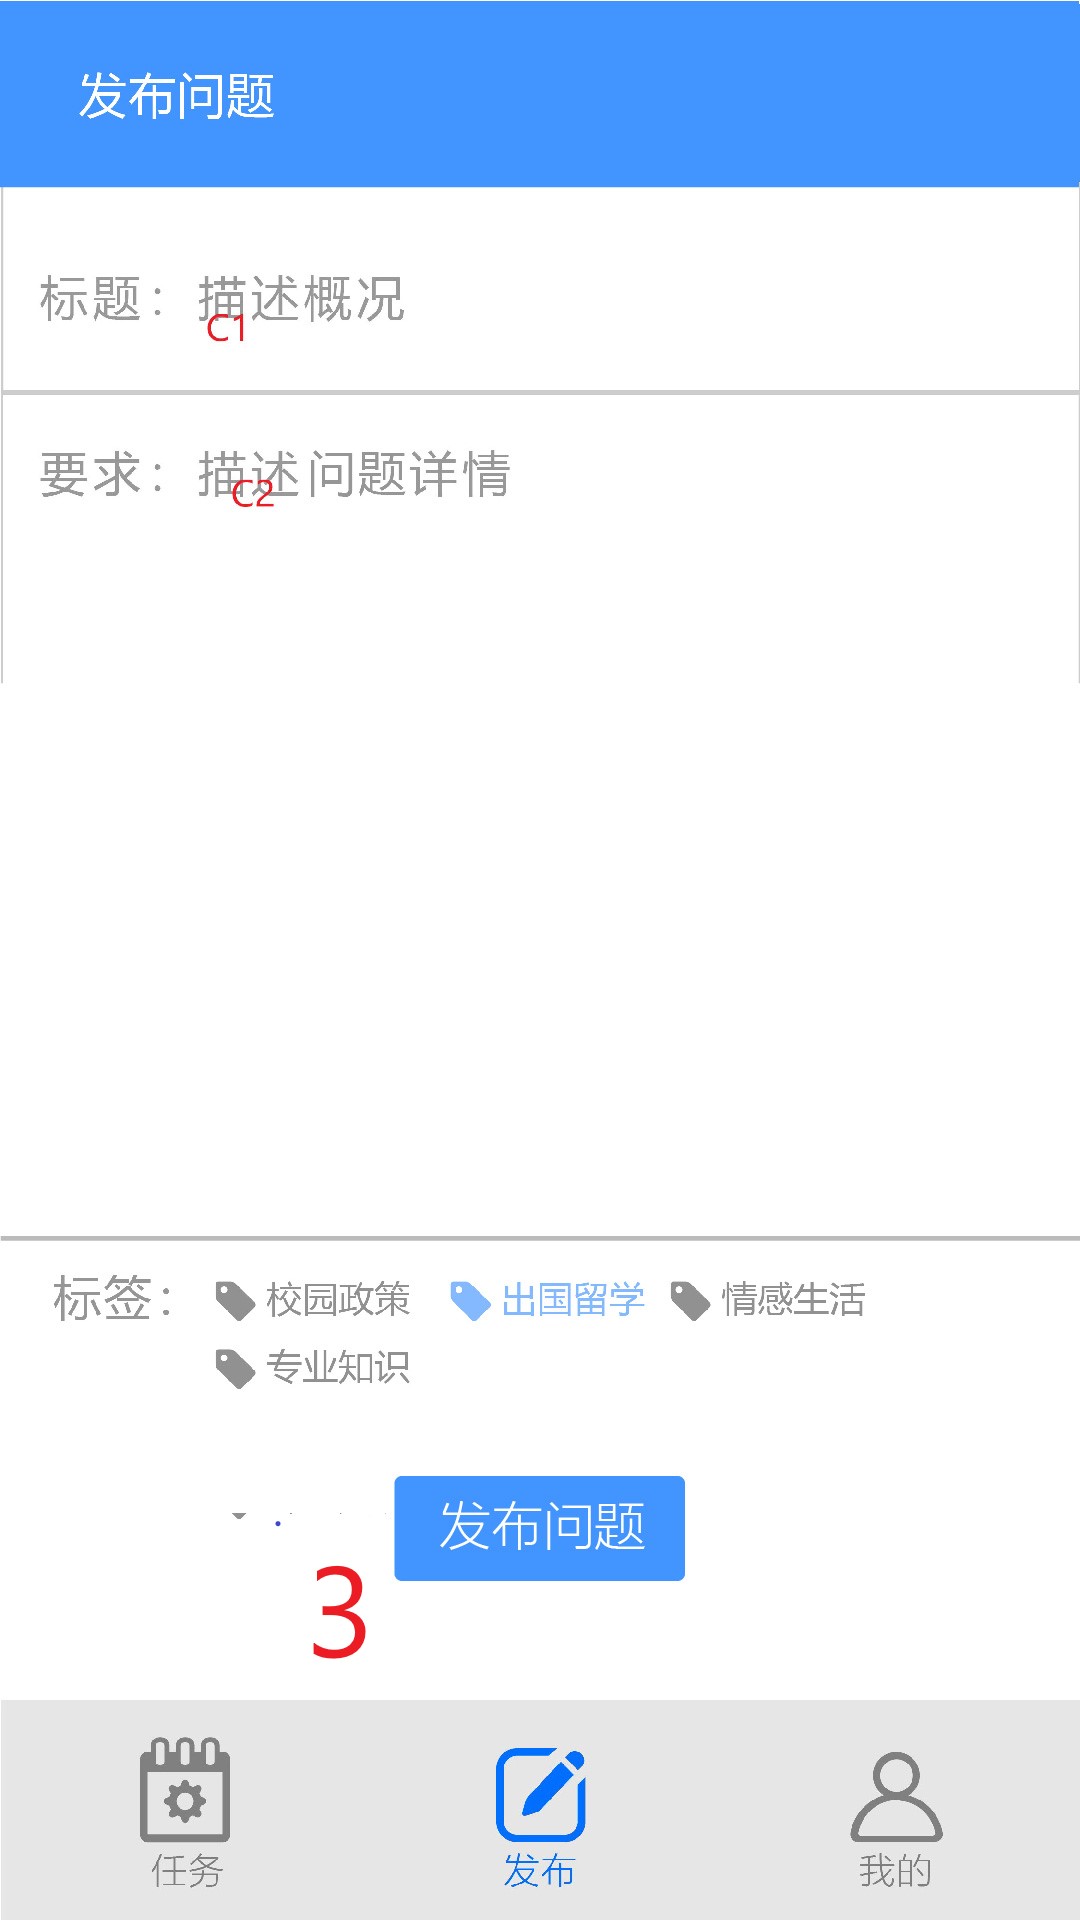 发布问题
标题：描述概况
C1
要求：描述问题详情
C2
标签： 校园政策 出国留学 情感生活
专业知识
发布问题
3
任务 发布 我的